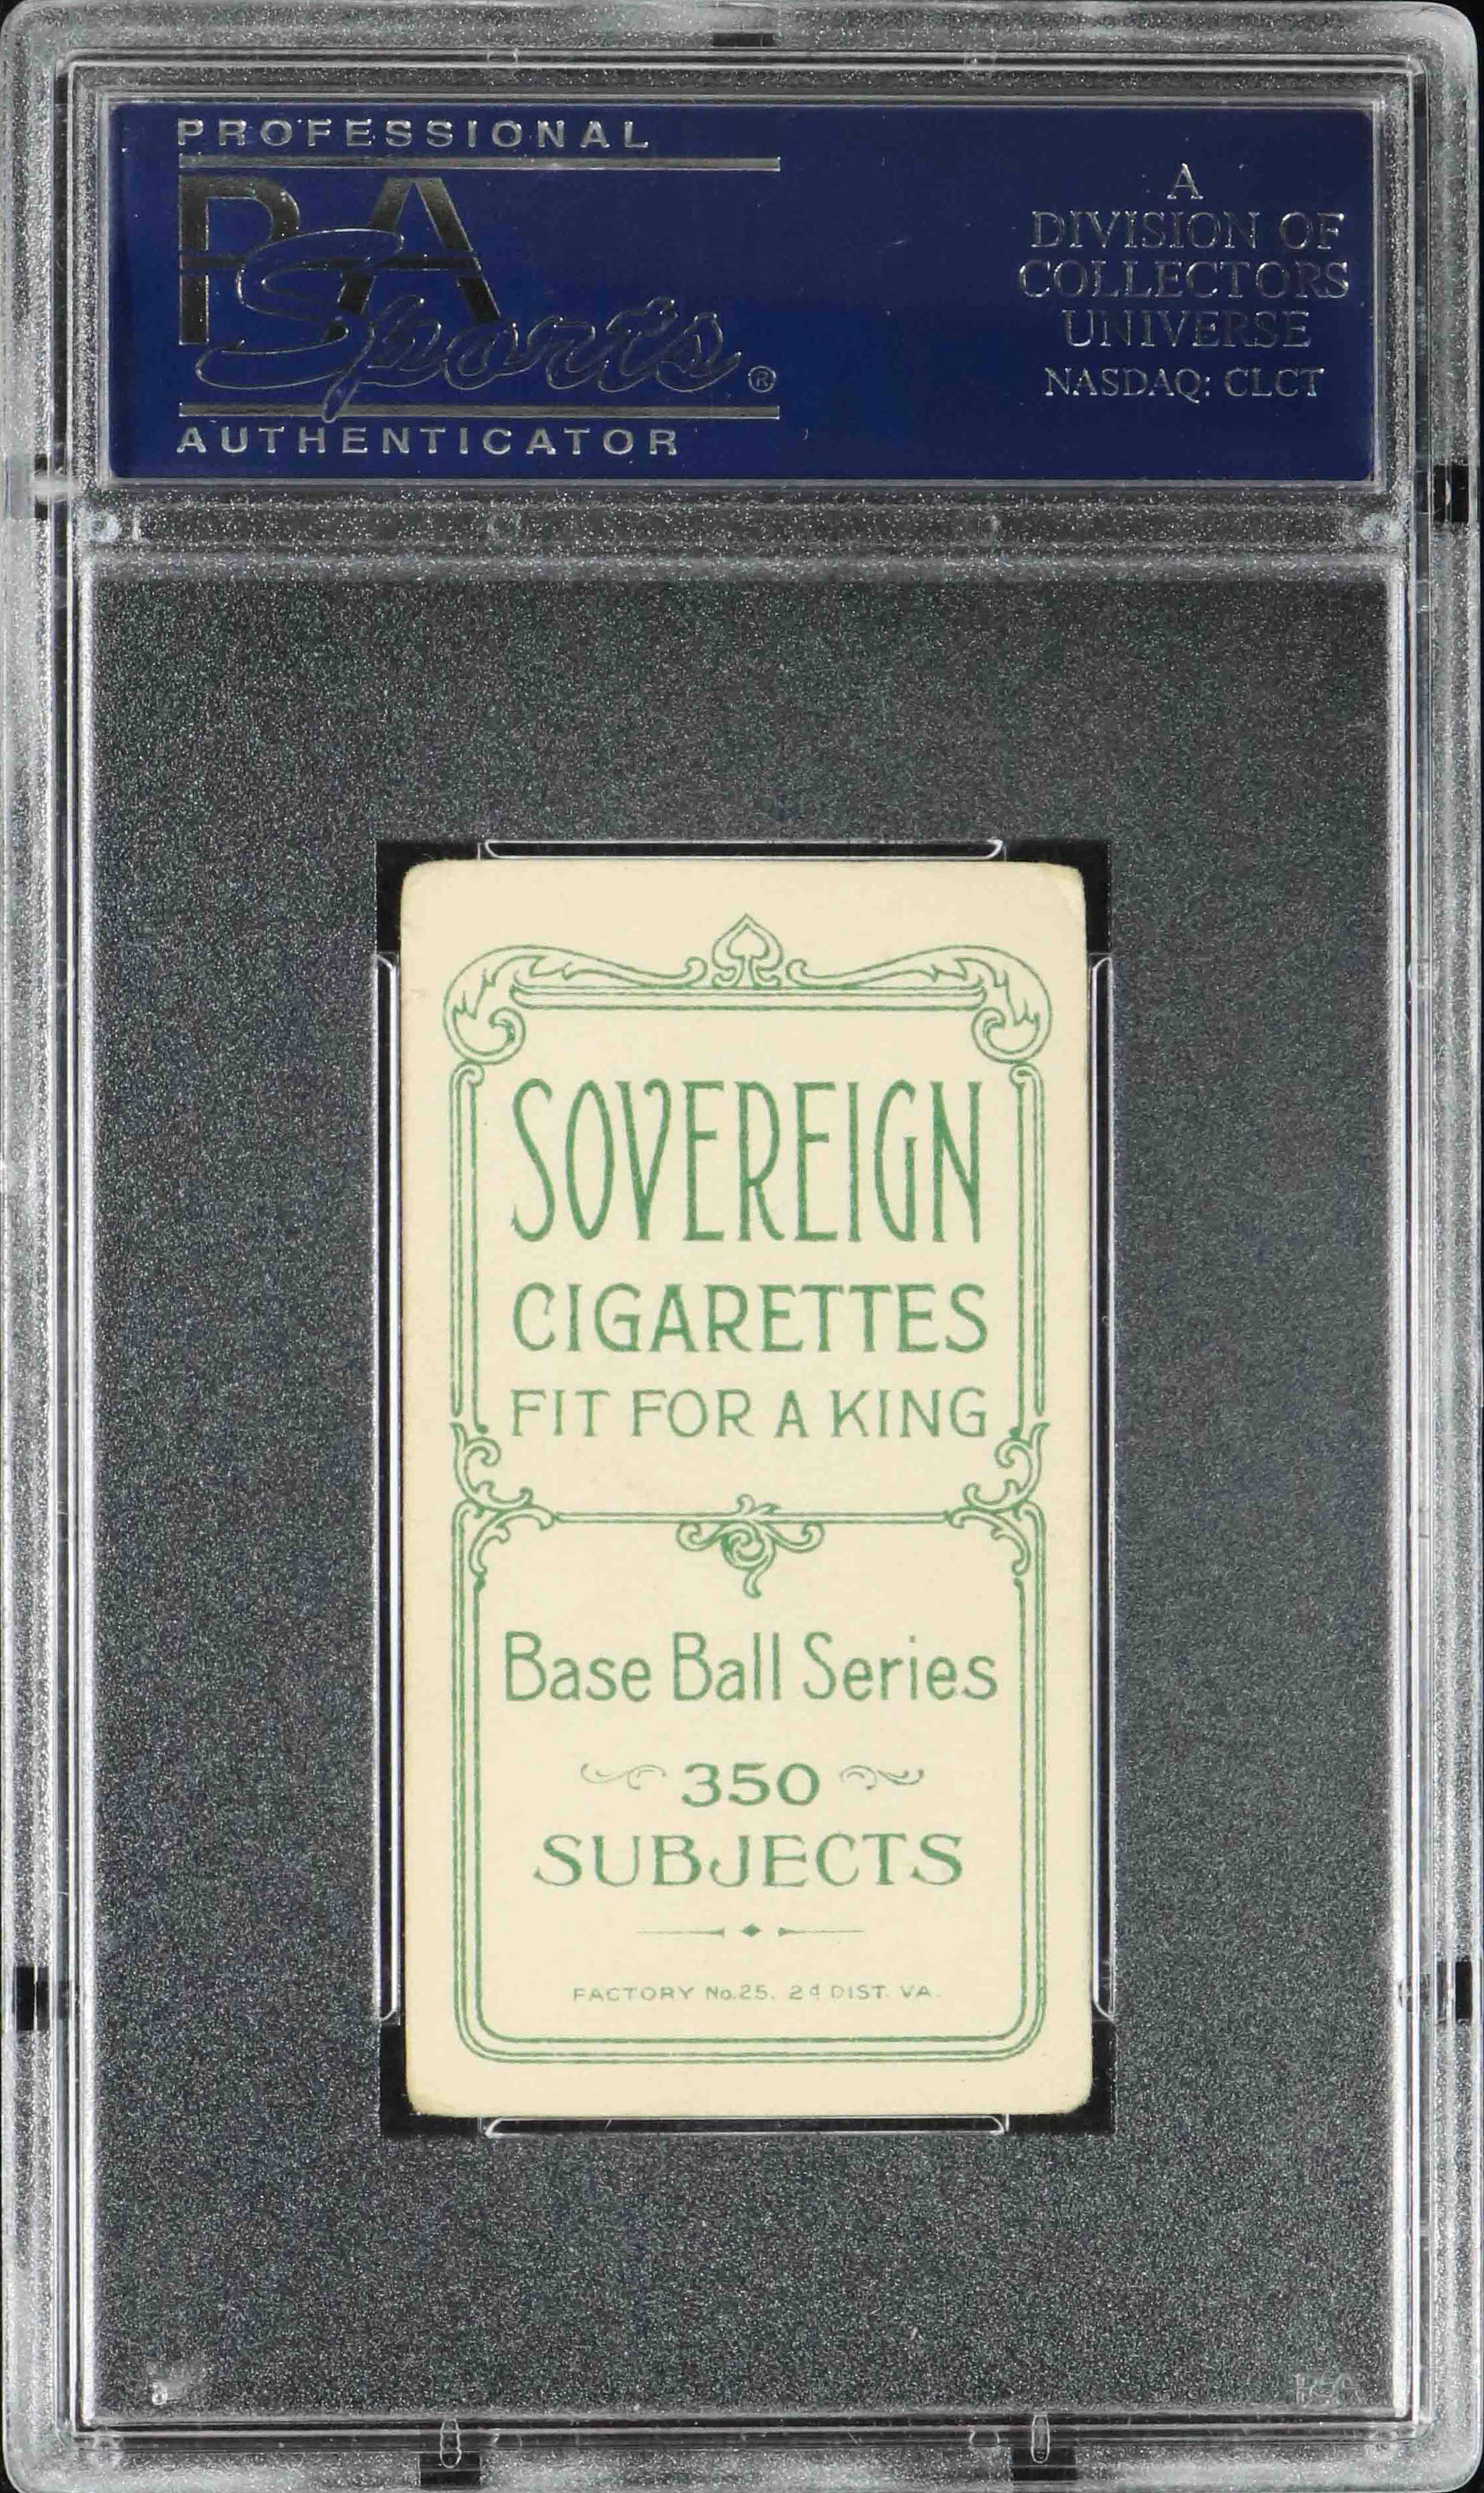 PROFESSIONAL
PSA
Sports®
AUTHENTICATOR
A
DIVISION OF
COLLECTORS
UNIVERSE
NASDAQ: CLCT
SOVEREIGN
CIGARETTES
FIT FOR A KING
Base Ball Series
350
SUBJECTS
FACTORY No.25. 2d DIST. VA.
PSA